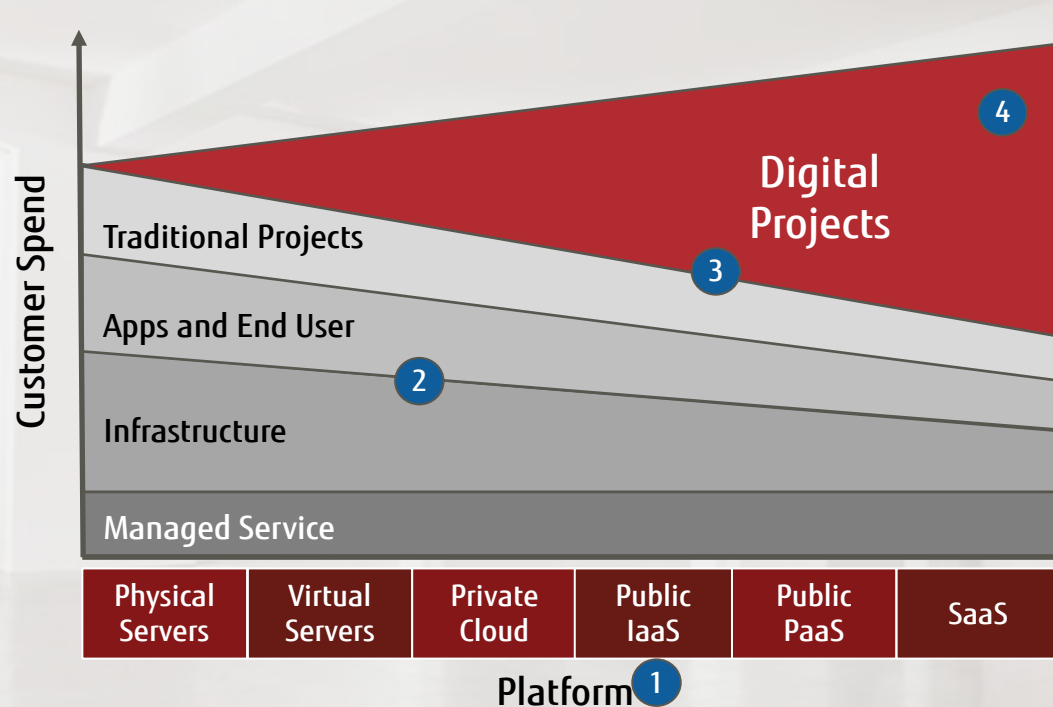 4
Digital
Projects
Customer Spend
Traditional Projects
3
Apps and End User
2
Infrastructure
Managed Service
Physical
Servers
Virtual
Servers
Private
Cloud
Public
IaaS
Public
PaaS
SaaS
Platform
1